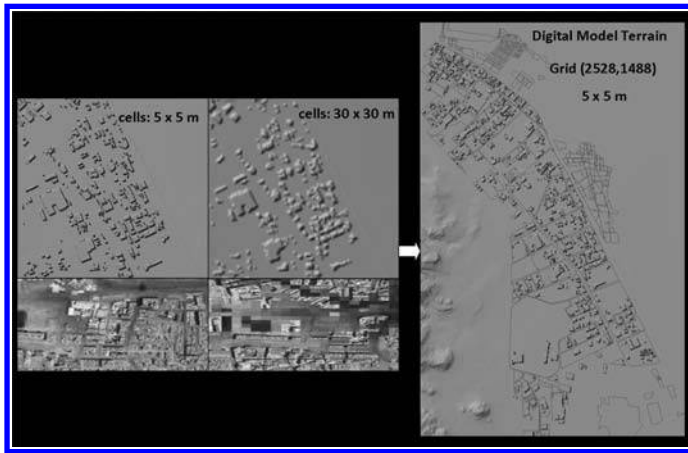 cells: 5 x 5 m
cells: 30 x 30 m
Digital Model Terrain
Grid (2528,1488)
5 x 5 m